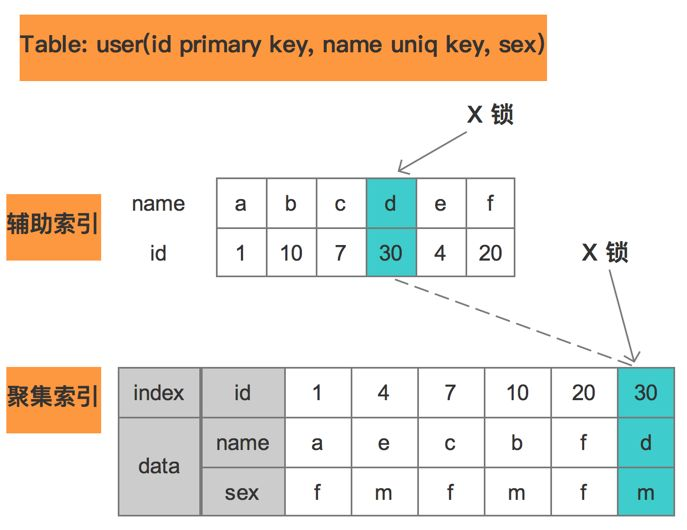 Table: user(id primary key, name uniq key, sex)
X 锁
辅助索引
name a b c d e f
id 1 10 7 30 4 20
X 锁
聚集索引
index id 1 4 7 10 20 30
data name a e c b f d
sex f m f m f m